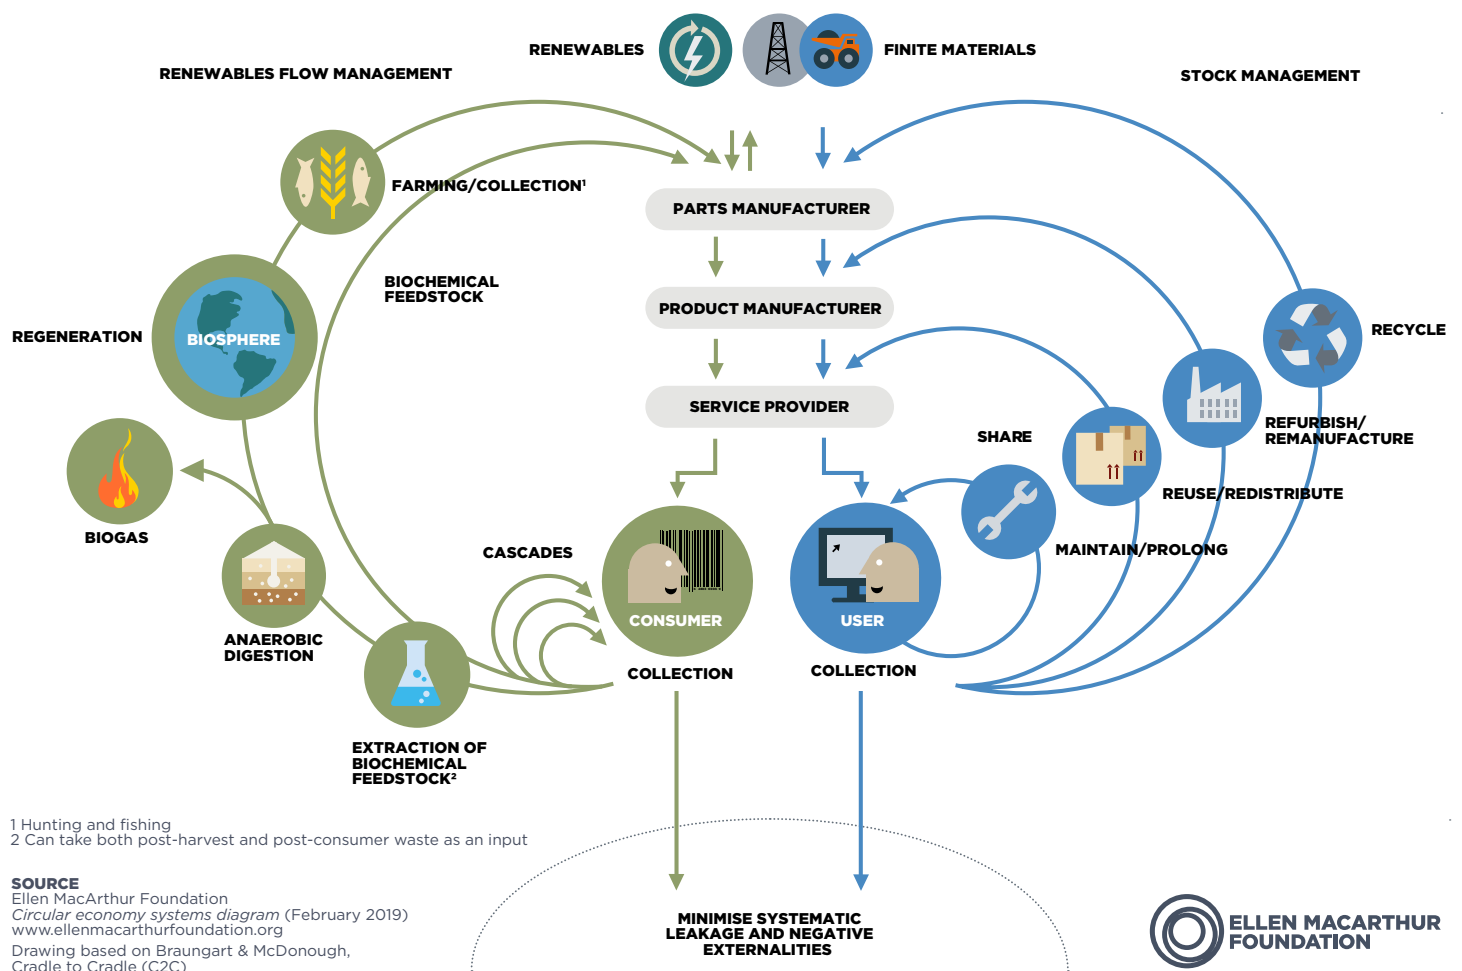 RENEWABLES
FINITE MATERIALS
RENEWABLES FLOW MANAGEMENT
STOCK MANAGEMENT
FARMING/COLLECTION¹
PARTS MANUFACTURER
BIOCHEMICAL
FEEDSTOCK
PRODUCT MANUFACTURER
REGENERATION
BIOSPHERE
RECYCLE
SERVICE PROVIDER
SHARE
REFURBISH/
REMANUFACTURE
REUSE/REDISTRIBUTE
BIOGAS
CASCADES
MAINTAIN/PROLONG
CONSUMER
USER
ANAEROBIC
DIGESTION
COLLECTION
COLLECTION
EXTRACTION OF
BIOCHEMICAL
FEEDSTOCK²
1 Hunting and fishing
2 Can take both post-harvest and post-consumer waste as an input
SOURCE
Ellen MacArthur Foundation
Circular economy systems diagram (February 2019)
www.ellenmacarthurfoundation.org
Drawing based on Braungart & McDonough,
Cradle to Cradle (C2C)
MINIMISE SYSTEMATIC
LEAKAGE AND NEGATIVE
EXTERNALITIES
ELLEN MACARTHUR
FOUNDATION